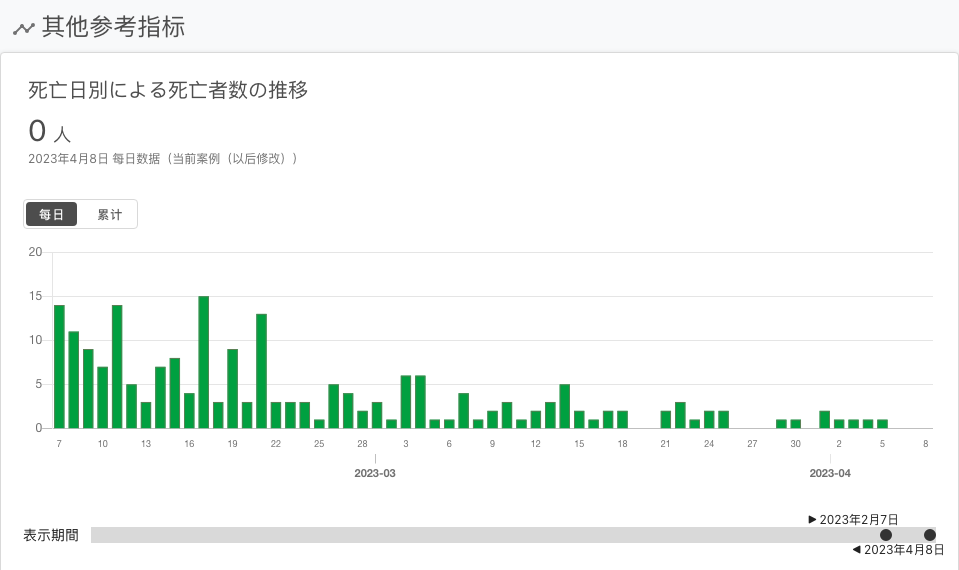 其他参考指标
死亡日別による死亡者数の推移
0 人
2023年4月8日 每日数据（当前案例（以后修改））
每日 累计
20
15
10
5
0
7 10 13 16 19 22 25 28 3 6 9 12 15 18 21 24 27 30 2 5 8
2023-03 2023-04
▶ 2023年2月7日
表示期間
◀ 2023年4月8日